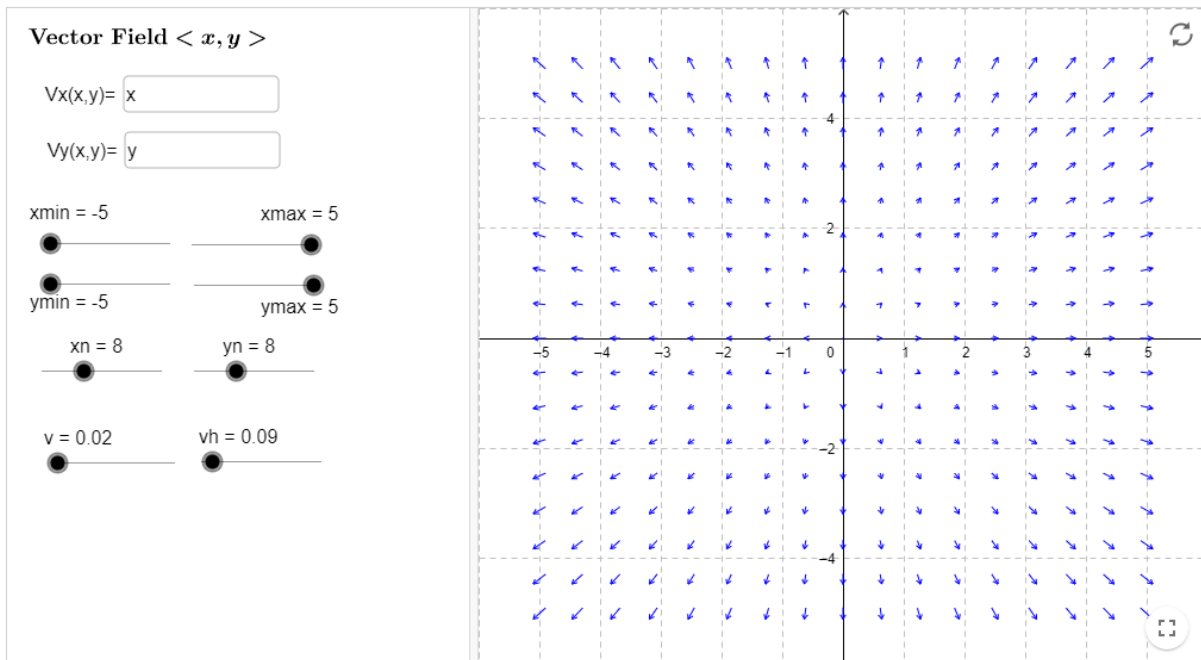 Vector Field < x, y >
Vx(x,y)= x
Vy(x,y)= y
xmin = -5
xmax = 5
ymin = -5
ymax = 5
xn = 8
yn = 8
v = 0.02
vh = 0.09
4
2
-5 -4 -3 -2 -1 0 1 2 3 4 5
-2
-4